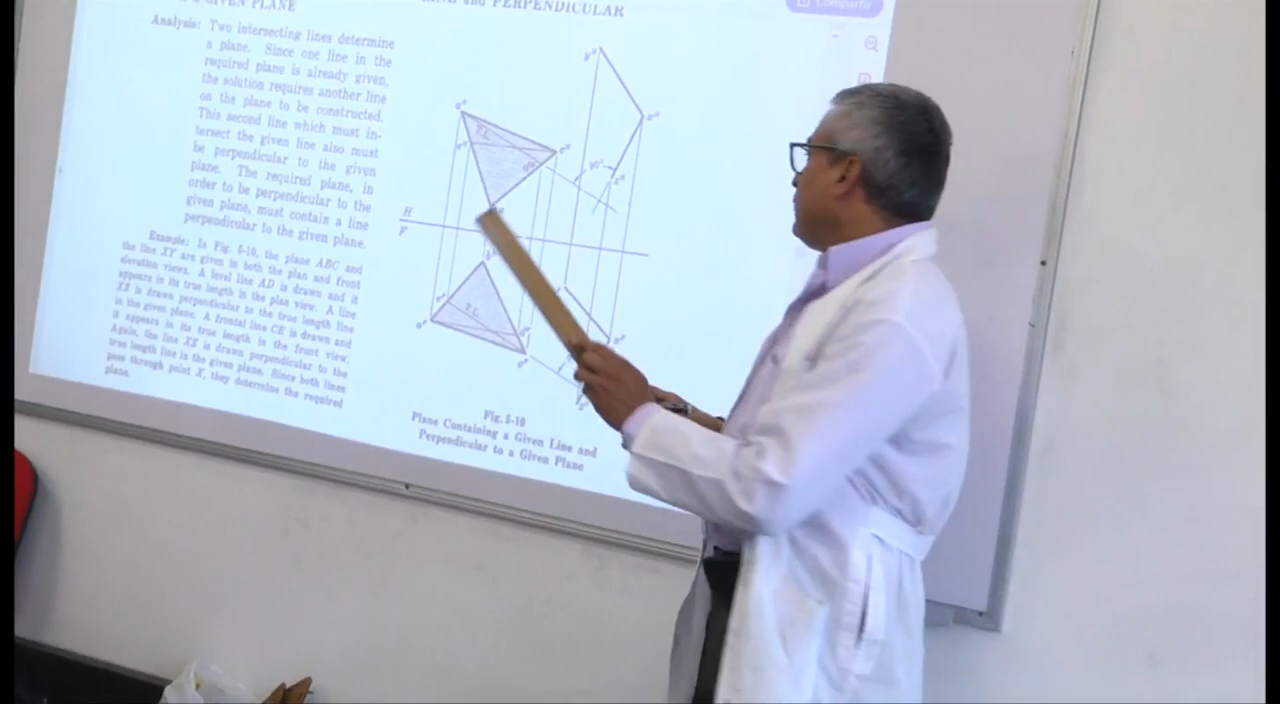 A GIVEN PLANE
and PERPENDICULAR
Compartir
Analysis: Two intersecting lines determine
a plane. Since one line in the
required plane is already given,
the solution requires another line
on the plane to be constructed.
This second line which must in-
tersect the given line also must
be perpendicular to the given
plane. The required plane, in
order to be perpendicular to the
given plane, must contain a line
perpendicular to the given plane.
Example: In Fig. 5-10, the plane ABC and
the line XY are given in both the plan and front
elevation views. A level line AD is drawn and it
appears in its true length in the plan view. A line
XZ is drawn perpendicular to the true length line
in the given plane. A frontal line CE is drawn and
it appears in its true length in the front view.
Again, the line XZ is drawn perpendicular to the
true length line in the given plane. Since both lines
pass through point X, they determine the required
plane.
T.L.
90°
H
F
T.L.
Fig. 5-10
Plane Containing a Given Line and
Perpendicular to a Given Plane